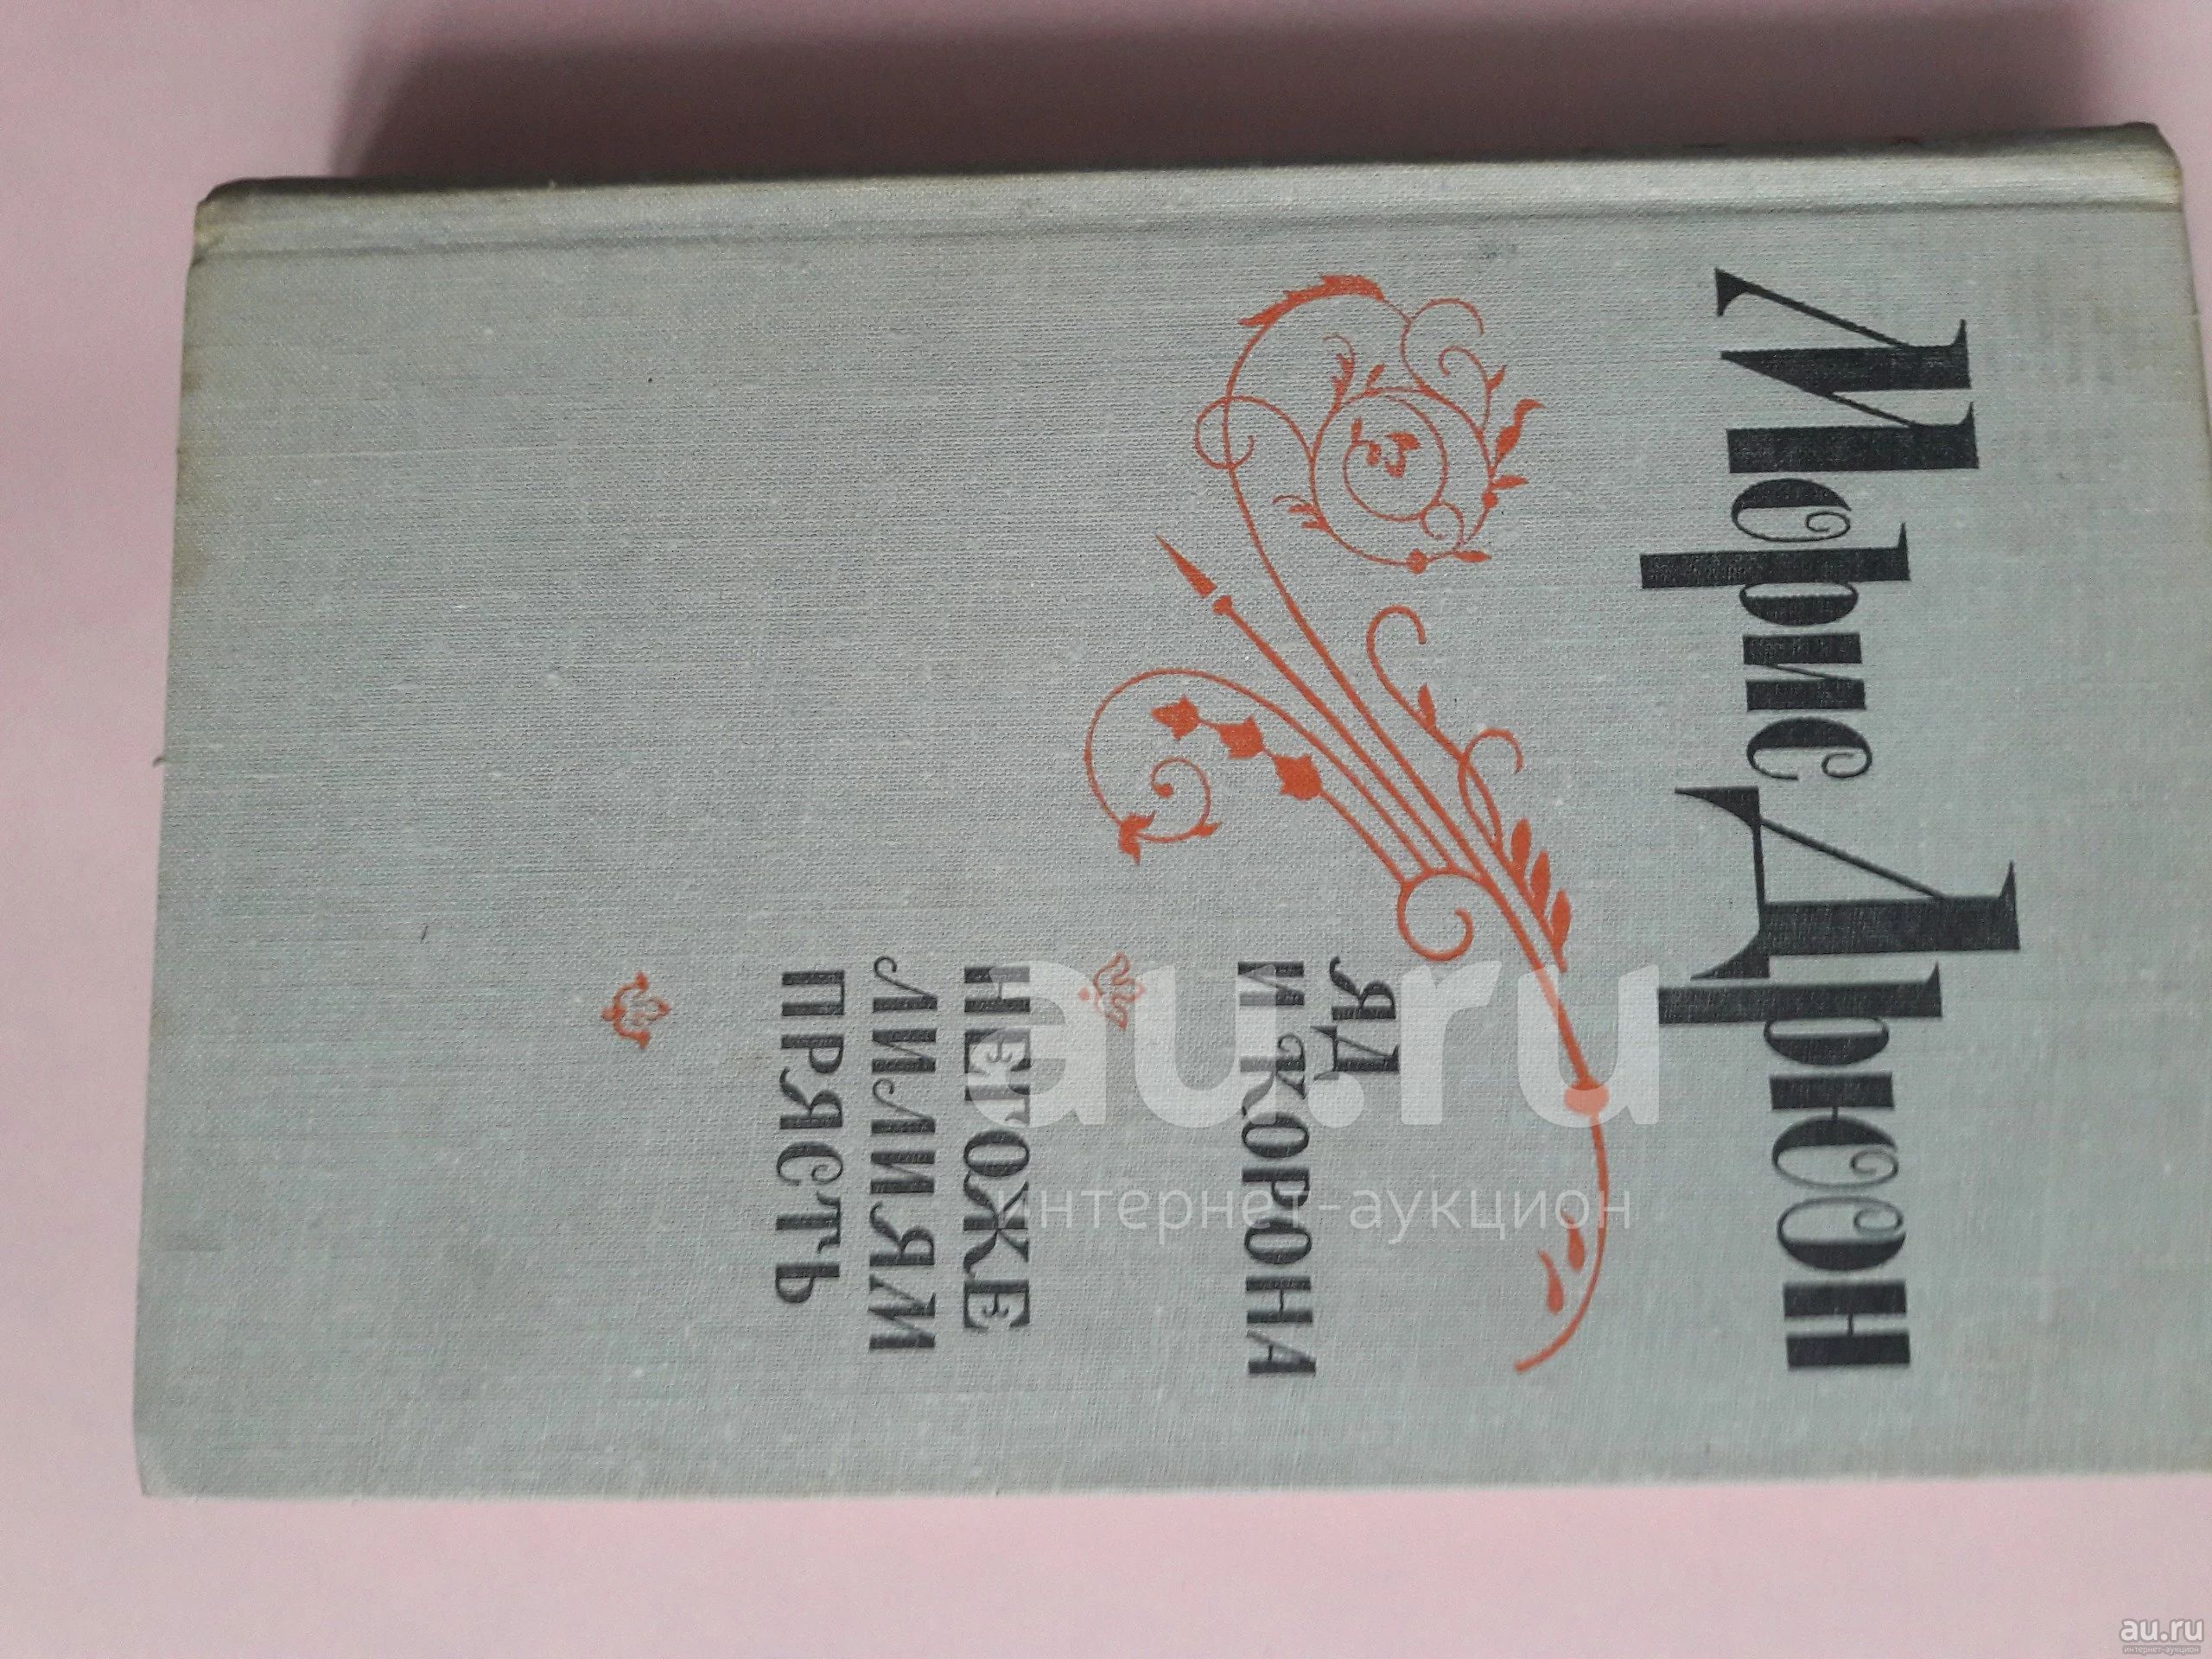 Морис Дрюон
ЯД
И КОРОНА
НЕГОЖЕ
ЛИЛИЯМ
ПРЯСТЬ
au.ru
интернет-аукцион
au.ru
интернет-аукцион